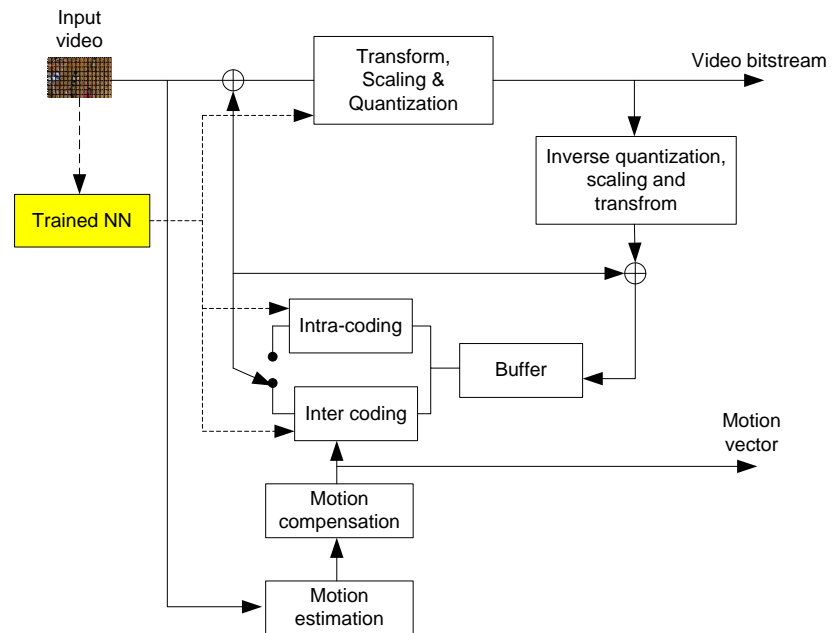 Input
video
Transform,
Scaling &
Quantization
Video bitstream
Inverse quantization,
scaling and
transfrom
Trained NN
Intra-coding
Buffer
Inter coding
Motion
vector
Motion
compensation
Motion
estimation